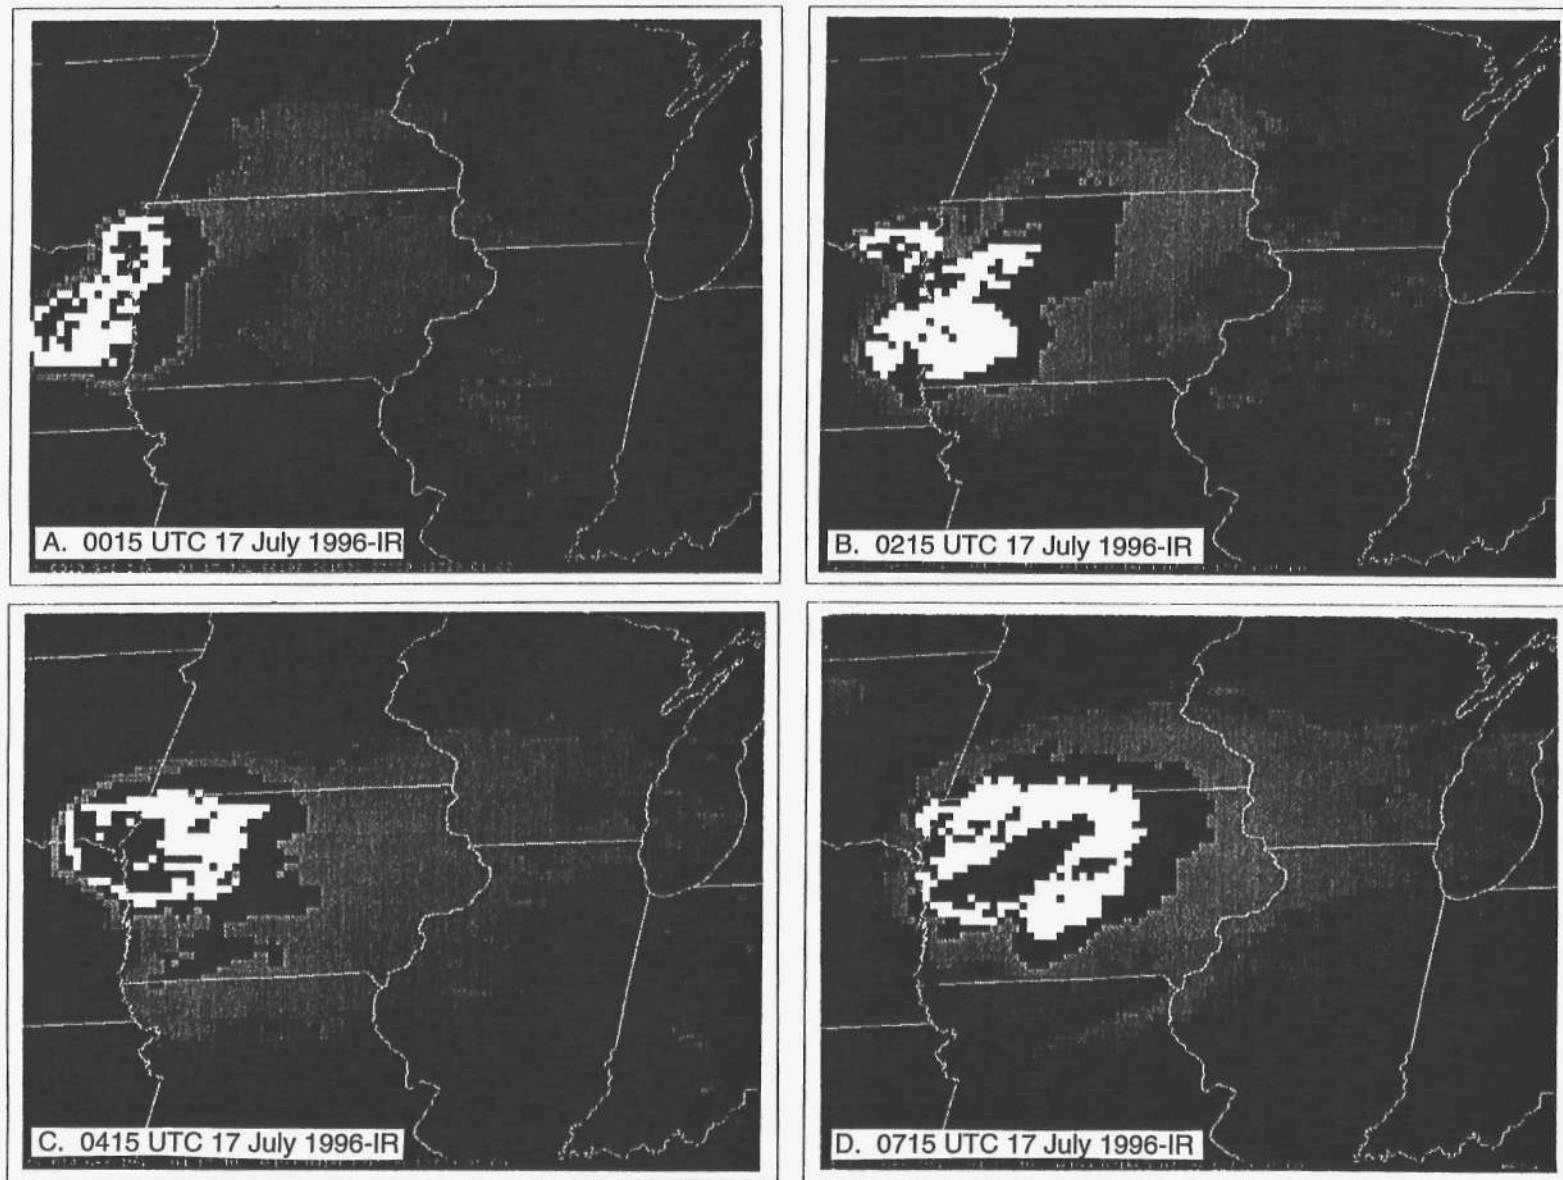 A. 0015 UTC 17 July 1996-IR
B. 0215 UTC 17 July 1996-IR
C. 0415 UTC 17 July 1996-IR
D. 0715 UTC 17 July 1996-IR